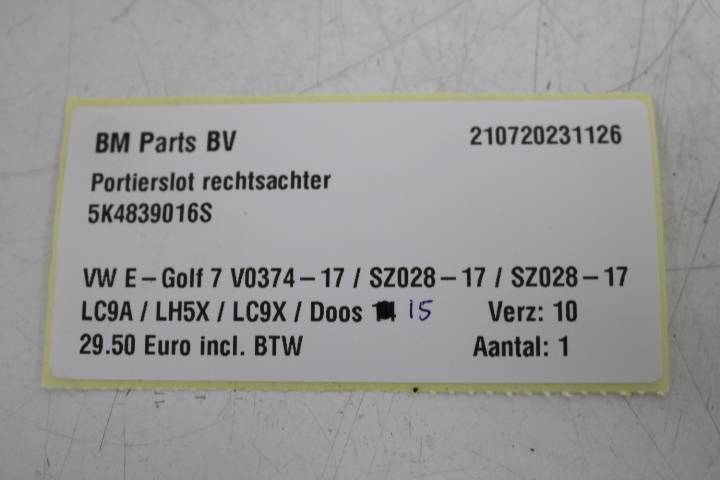 BM Parts BV 210720231126
Portierslot rechtsachter
5K4839016S
VW E-Golf 7 V0374-17 / SZ028-17 / SZ028-17
LC9A / LH5X / LC9X / Doos 15 Verz: 10
29.50 Euro incl. BTW Aantal: 1